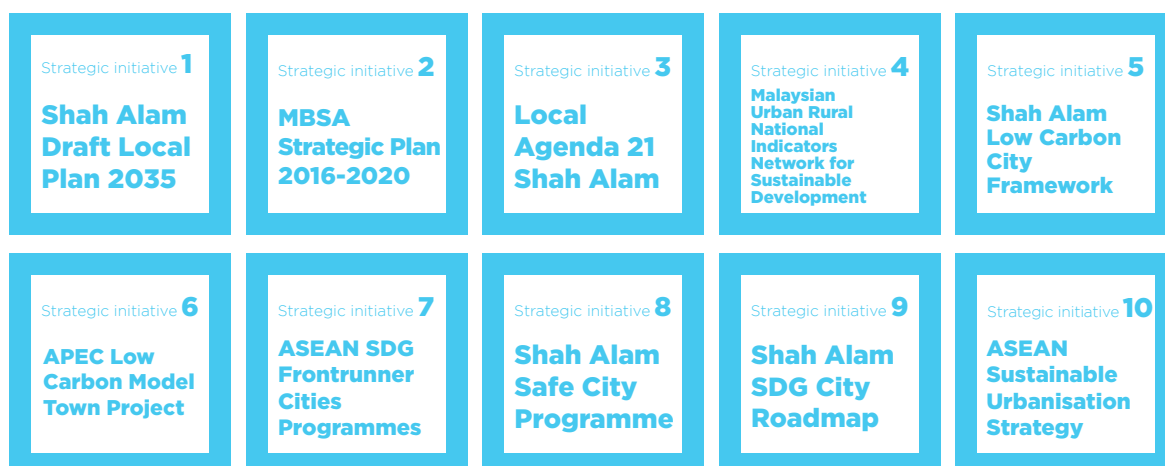 Strategic initiative 1
Shah Alam
Draft Local
Plan 2035
Strategic initiative 2
MBSA
Strategic Plan
2016-2020
Strategic initiative 3
Local
Agenda 21
Shah Alam
Strategic initiative 4
Malaysian
Urban Rural
National
Indicators
Network for
Sustainable
Development
Strategic initiative 5
Shah Alam
Low Carbon
City
Framework
Strategic initiative 6
APEC Low
Carbon Model
Town Project
Strategic initiative 7
ASEAN SDG
Frontrunner
Cities
Programmes
Strategic initiative 8
Shah Alam
Safe City
Programme
Strategic initiative 9
Shah Alam
SDG City
Roadmap
Strategic initiative 10
ASEAN
Sustainable
Urbanisation
Strategy